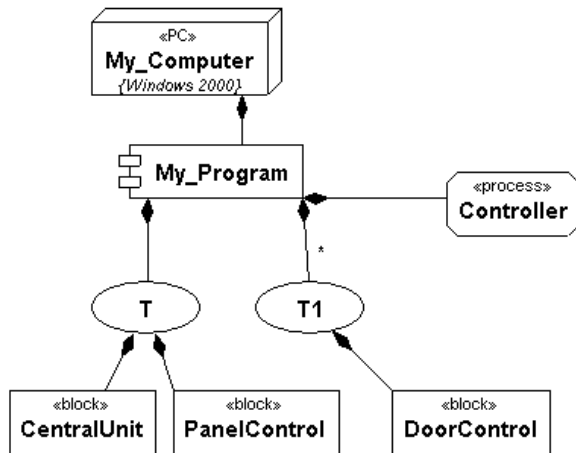 «PC»
My_Computer
{Windows 2000}
My_Program
«process»
Controller
*
T
T1
«block»
CentralUnit
«block»
PanelControl
«block»
DoorControl